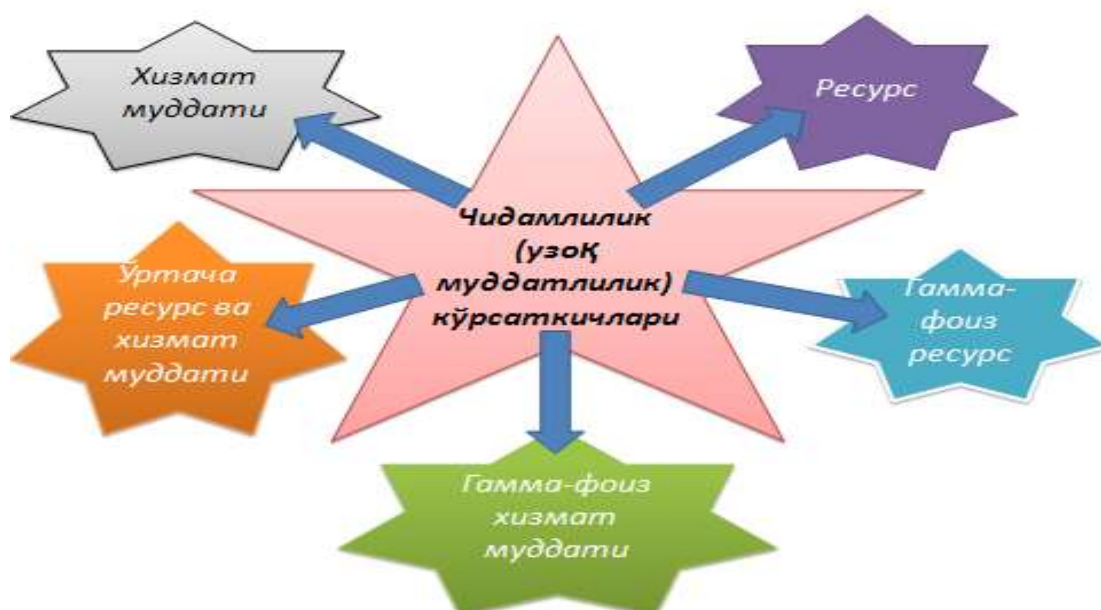 Хизмат
муддати
Ресурс
Чидамлилик
(узоҚ
муддатлилик)
кўрсаткичлари
Ўртача
ресурс ва
хизмат
муддати
Гамма-
фоиз
ресурс
Гамма-фоиз
хизмат
муддати